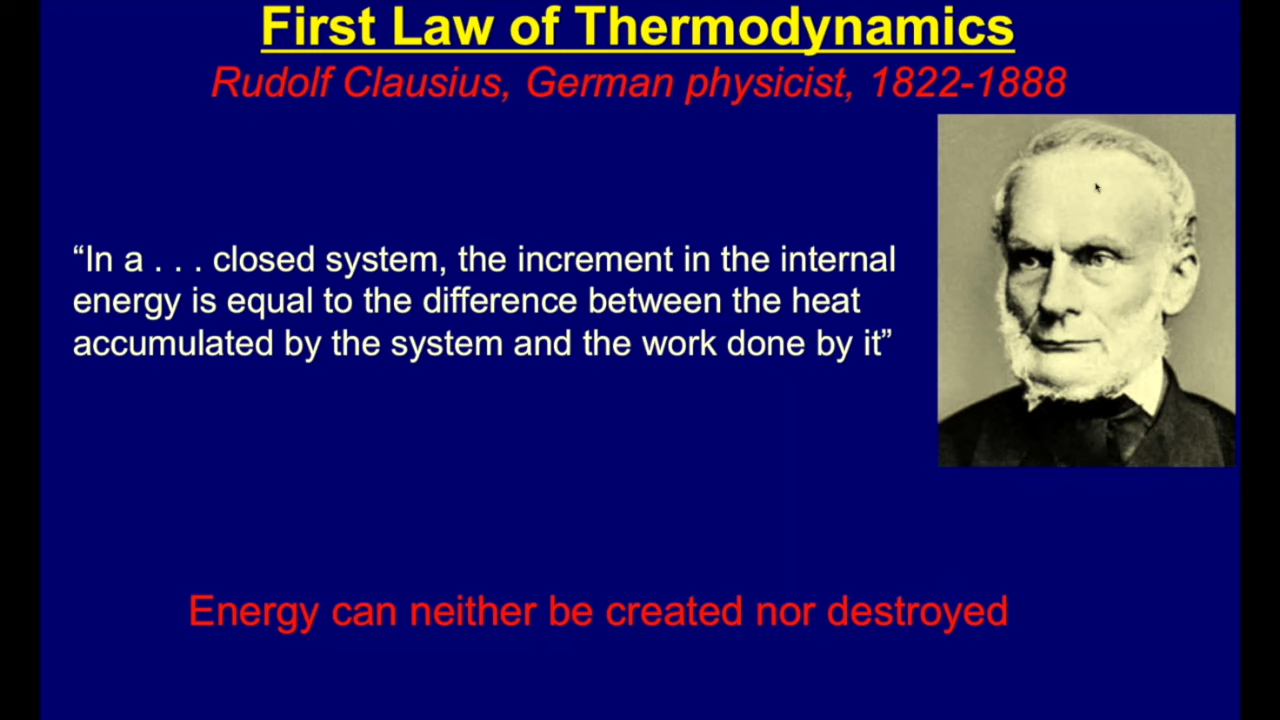 First Law of Thermodynamics
Rudolf Clausius, German physicist, 1822-1888
“In a . . . closed system, the increment in the internal
energy is equal to the difference between the heat
accumulated by the system and the work done by it”
Energy can neither be created nor destroyed